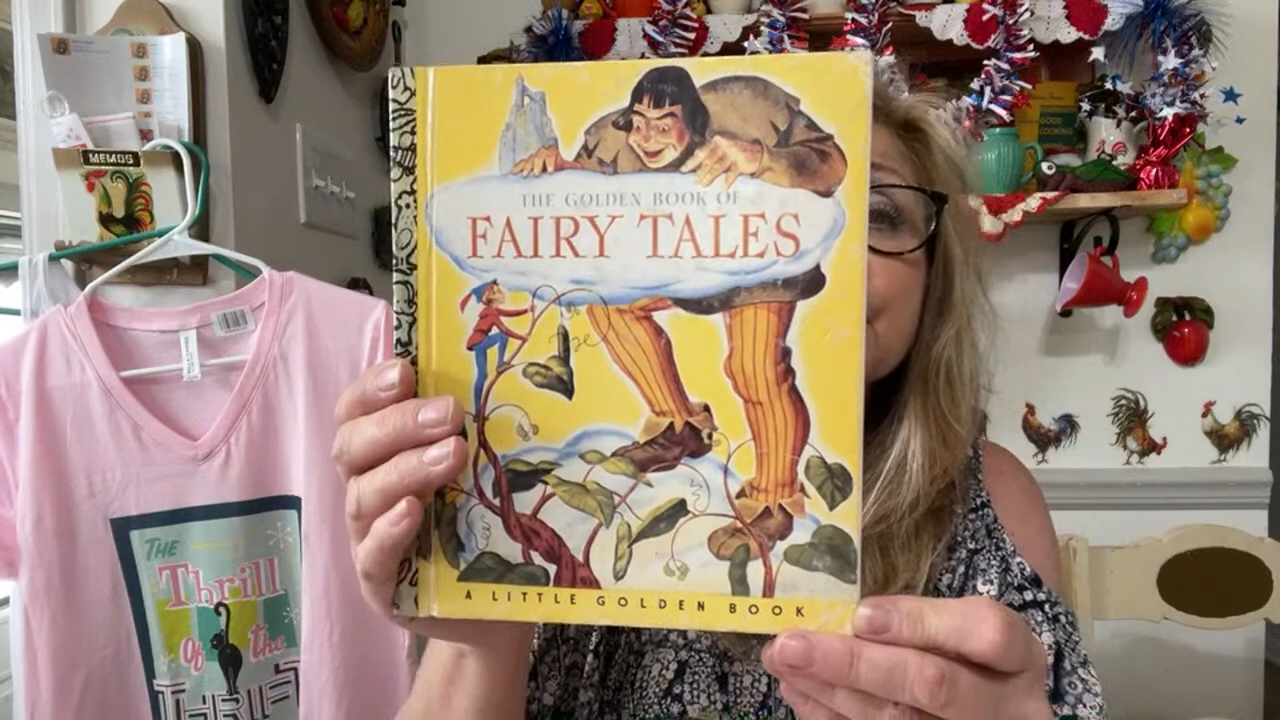 MEMOS
GOOD
COOKING
THE GOLDEN BOOK OF
FAIRY TALES
A LITTLE GOLDEN BOOK
THE
Thrill
Of the
THRIFT